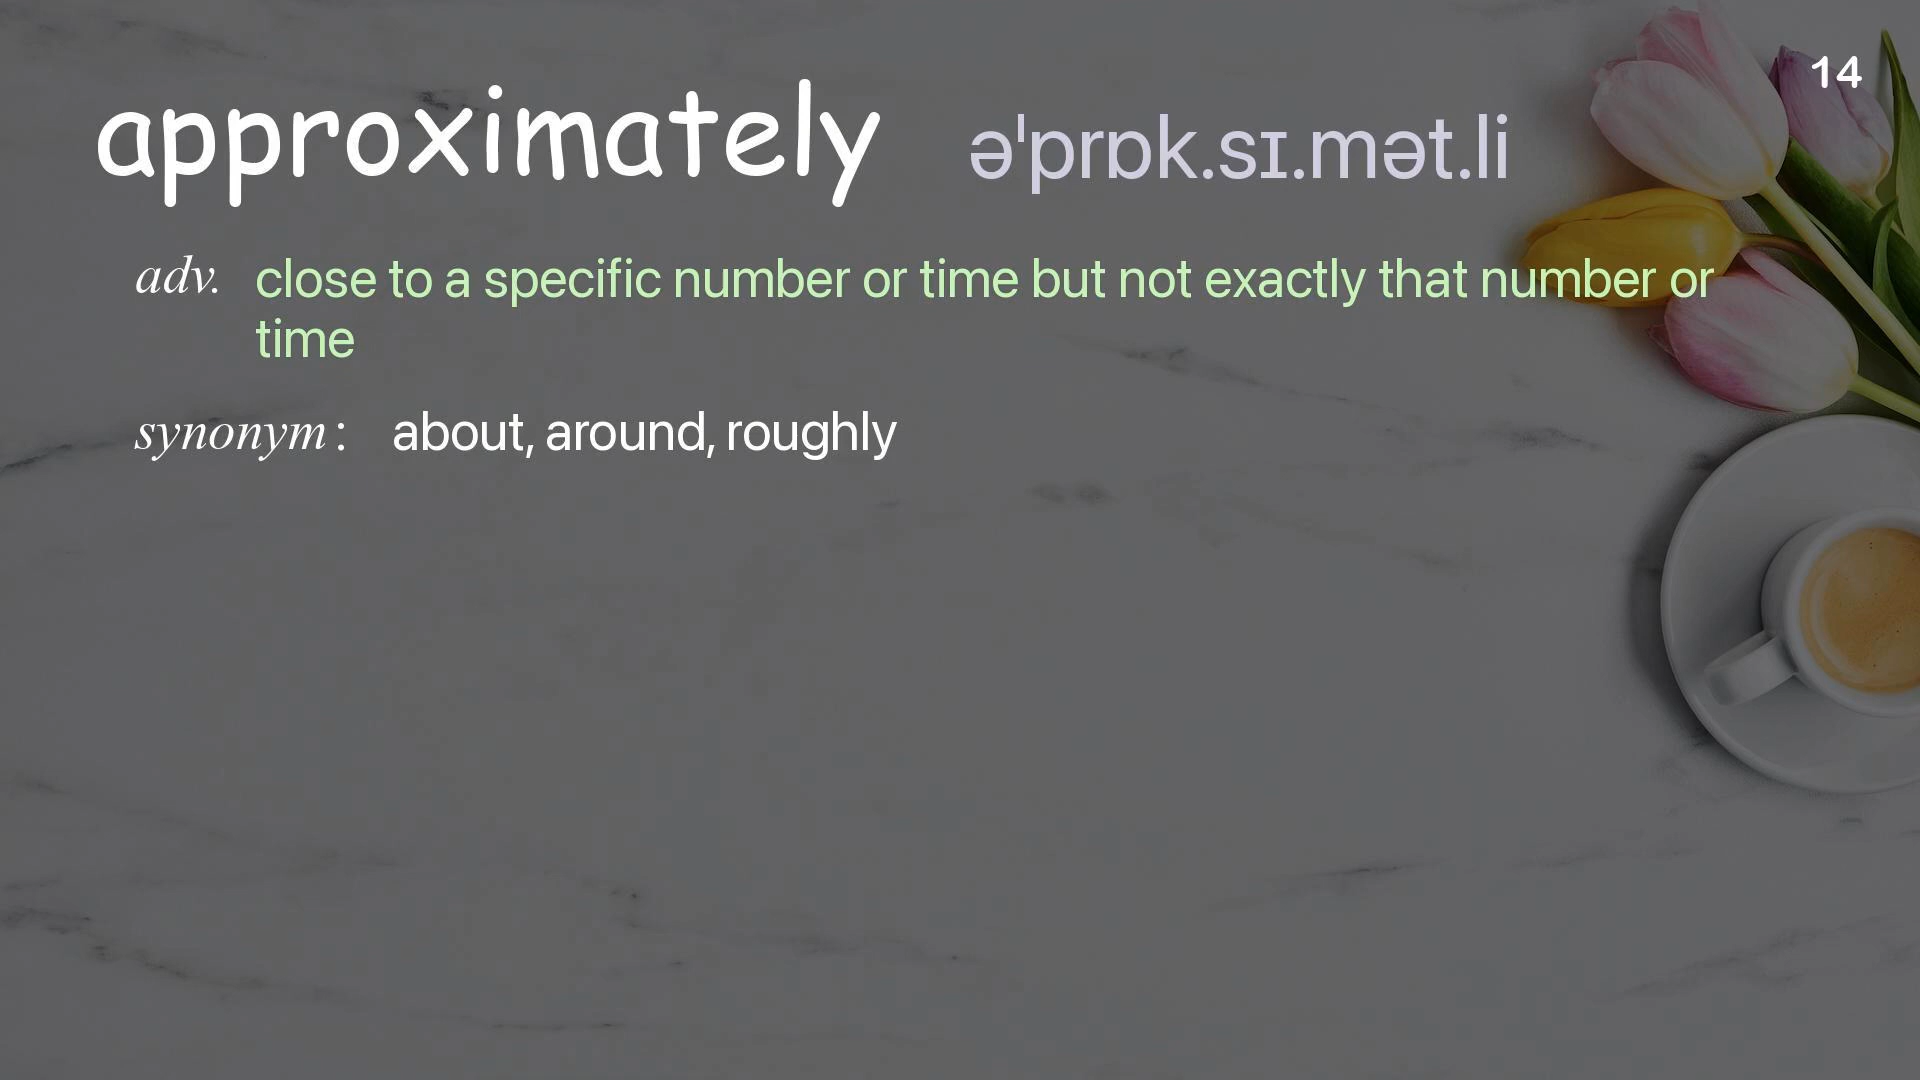 14
approximately əˈprɒk.sɪ.mət.li
adv. close to a specific number or time but not exactly that number or
time
synonym : about, around, roughly